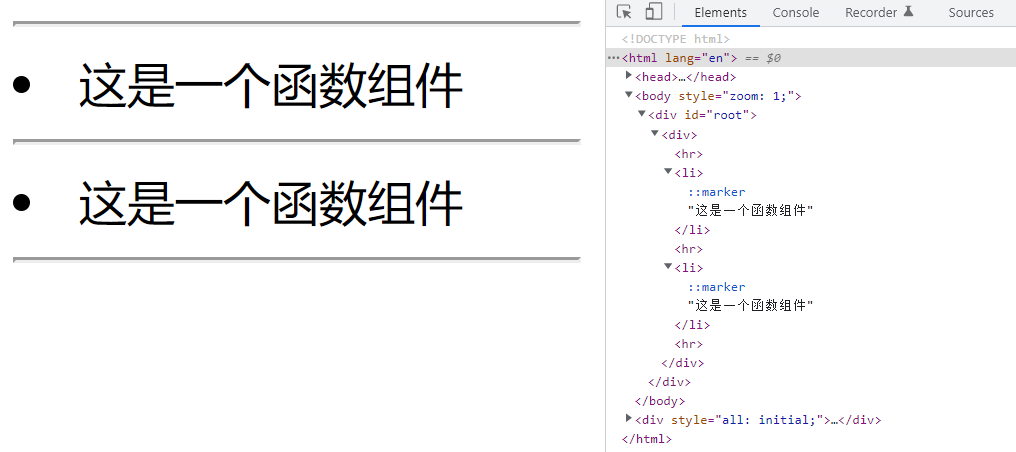 这是一个函数组件
这是一个函数组件
Elements Console Recorder Sources
<!DOCTYPE html>
···<html lang="en"> == $0
<head>…</head>
<body style="zoom: 1;">
<div id="root">
<div>
<hr>
<li>
::marker
"这是一个函数组件"
</li>
<hr>
<li>
::marker
"这是一个函数组件"
</li>
<hr>
</div>
</div>
</body>
<div style="all: initial;">…</div>
</html>